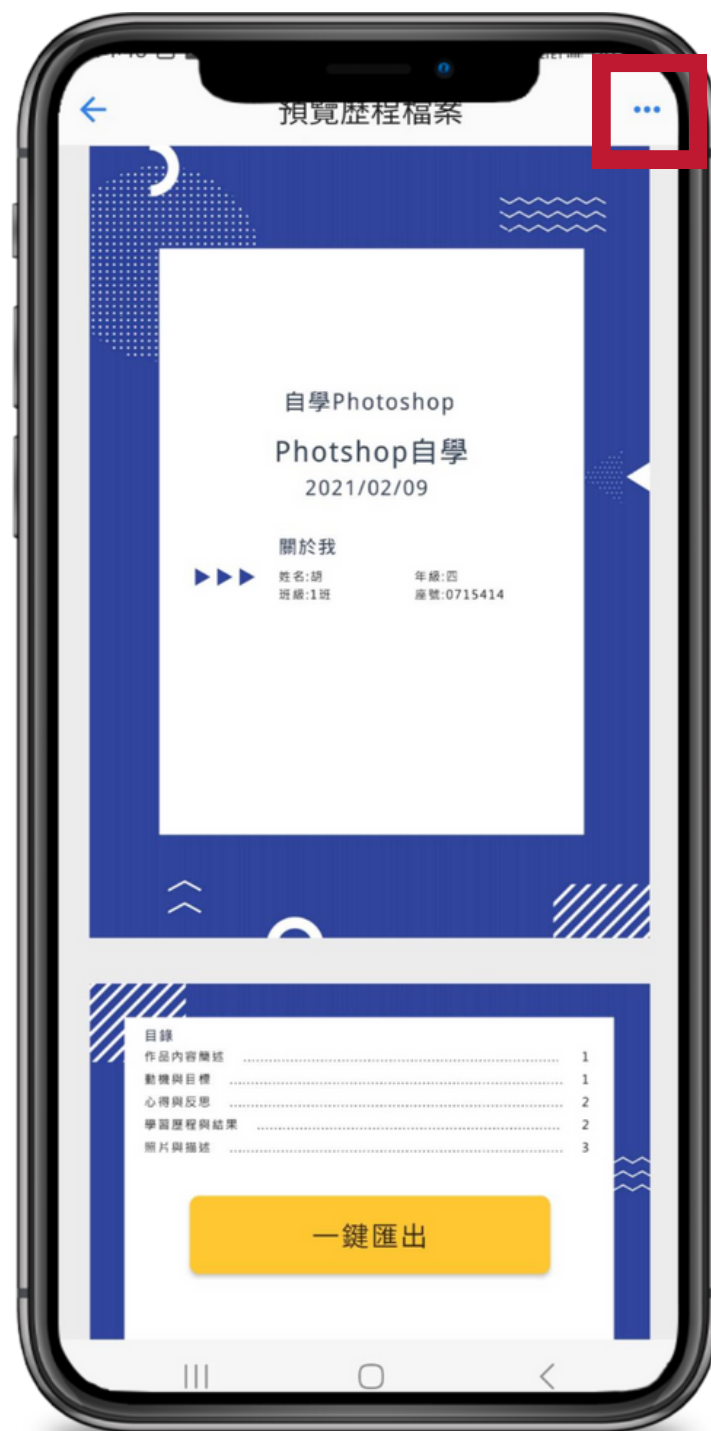 預覽歷程檔案
自學Photoshop
Photshop自學
2021/02/09
關於我
姓名:胡 年級:四
班級:1班 座號:0715414
目錄
作品內容簡述 1
動機與目標 1
心得與反思 2
學習歷程與結果 2
照片與描述 3
一鍵匯出